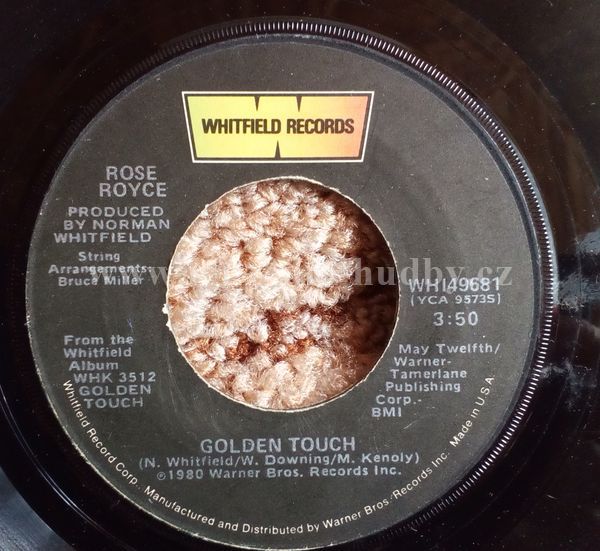 WHITFIELD RECORDS
ROSE
ROYCE
PRODUCED
BY NORMAN
WHITFIELD
String
Arrangements:
Bruce Miller
From the
Whitfield
Album
WHK 3512
GOLDEN
TOUCH
WHI49681
(YCA 9573S)
3:50
May Twelfth/
Warner-
Tamerlane
Publishing
Corp.-
BMI
GOLDEN TOUCH
(N. Whitfield/W. Downing/M. Kenoly)
℗1980 Warner Bros. Records Inc.
Whitfield Record Corp., Manufactured and Distributed by Warner Bros. Records Inc. Made in U.S.A.
hudby.cz